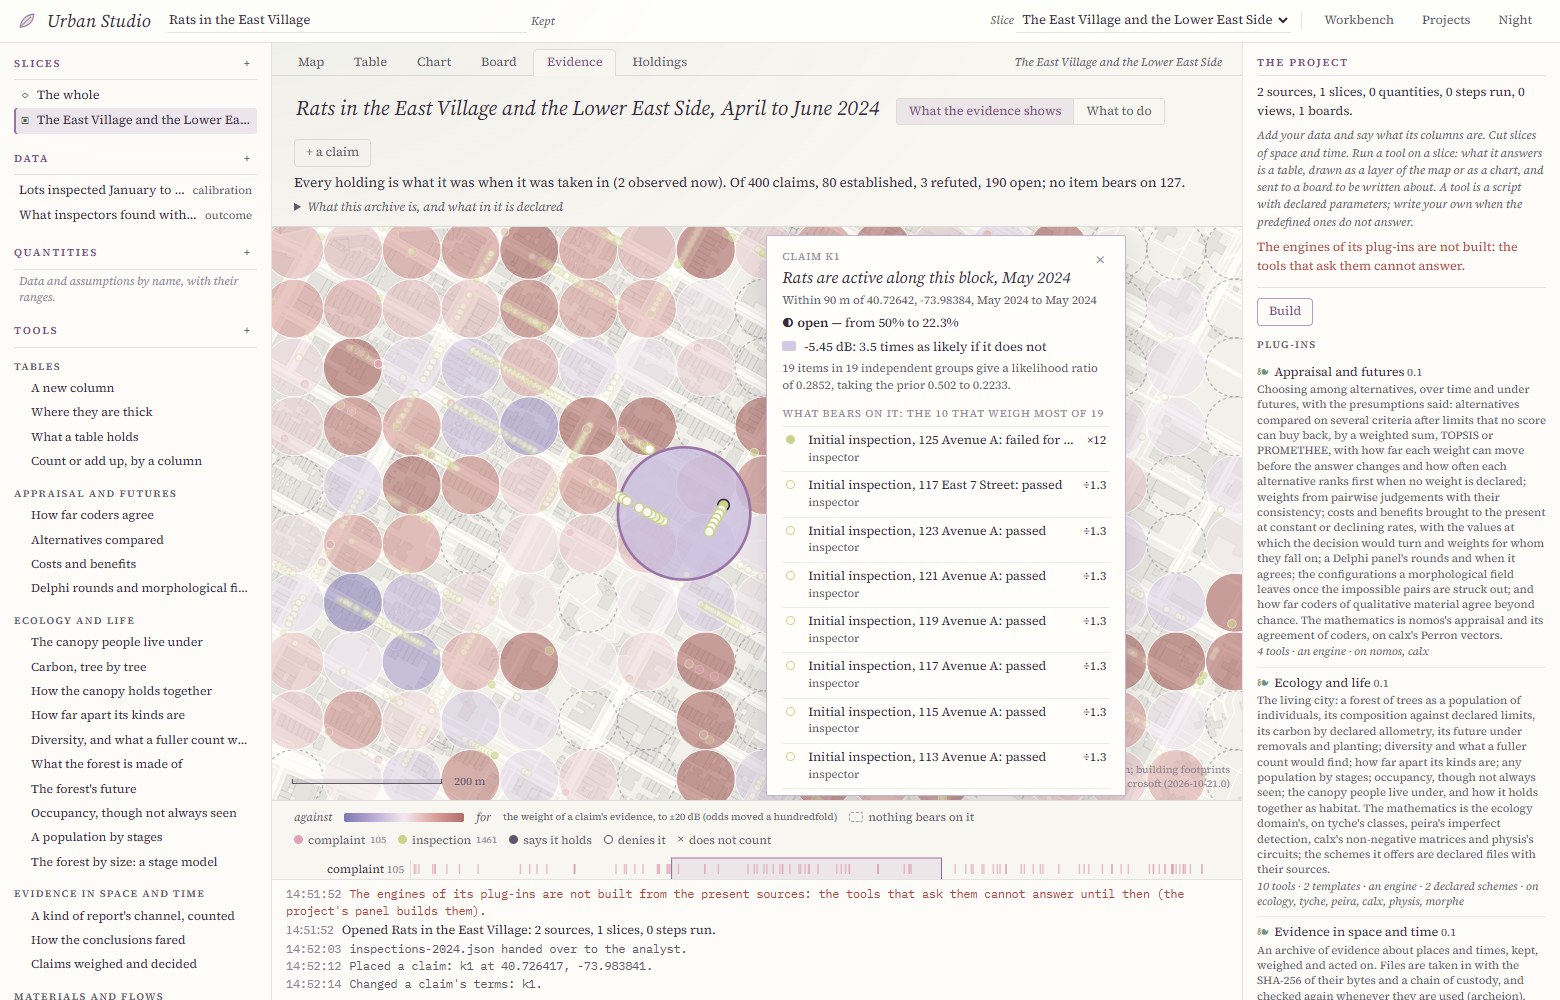 Urban Studio
Rats in the East Village
Kept
Slice
The East Village and the Lower East Side
Workbench
Projects
Night
SLICES
+
The whole
The East Village and the Lower Ea...
DATA
+
Lots inspected January to ...
calibration
What inspectors found with...
outcome
QUANTITIES
+
Data and assumptions by name, with their
ranges.
TOOLS
+
TABLES
A new column
Where they are thick
What a table holds
Count or add up, by a column
APPRAISAL AND FUTURES
How far coders agree
Alternatives compared
Costs and benefits
Delphi rounds and morphological fi...
ECOLOGY AND LIFE
The canopy people live under
Carbon, tree by tree
How the canopy holds together
How far apart its kinds are
Diversity, and what a fuller count w...
What the forest is made of
The forest's future
Occupancy, though not always seen
A population by stages
The forest by size: a stage model
EVIDENCE IN SPACE AND TIME
A kind of report's channel, counted
How the conclusions fared
Claims weighed and decided
MATERIALS AND FLOWS
Map
Table
Chart
Board
Evidence
Holdings
The East Village and the Lower East Side
Rats in the East Village and the Lower East Side, April to June 2024
What the evidence shows
What to do
+ a claim
Every holding is what it was when it was taken in (2 observed now). Of 400 claims, 80 established, 3 refuted, 190 open; no item bears on 127.
What this archive is, and what in it is declared
CLAIM K1
×
Rats are active along this block, May 2024
Within 90 m of 40.72642, -73.98384, May 2024 to May 2024
open — from 50% to 22.3%
-5.45 dB: 3.5 times as likely if it does not
19 items in 19 independent groups give a likelihood ratio
of 0.2852, taking the prior 0.502 to 0.2233.
WHAT BEARS ON IT: THE 10 THAT WEIGH MOST OF 19
Initial inspection, 125 Avenue A: failed for ...
×12
inspector
Initial inspection, 117 East 7 Street: passed
÷1.3
inspector
Initial inspection, 123 Avenue A: passed
÷1.3
inspector
Initial inspection, 121 Avenue A: passed
÷1.3
inspector
Initial inspection, 119 Avenue A: passed
÷1.3
inspector
Initial inspection, 117 Avenue A: passed
÷1.3
inspector
Initial inspection, 115 Avenue A: passed
÷1.3
inspector
Initial inspection, 113 Avenue A: passed
÷1.3
inspector
200 m
building footprints
crosoft (2026-10-21.0)
against
for
the weight of a claim's evidence, to ±20 dB (odds moved a hundredfold)
nothing bears on it
complaint 105
inspection 1461
says it holds
denies it
× does not count
complaint 105
14:51:52 The engines of its plug-ins are not built from the present sources: the tools that ask them cannot answer until then (the
project's panel builds them).
14:51:52 Opened Rats in the East Village: 2 sources, 1 slices, 0 steps run.
14:52:03 inspections-2024.json handed over to the analyst.
14:52:12 Placed a claim: k1 at 40.726417, -73.983841.
14:52:14 Changed a claim's terms: k1.
THE PROJECT
2 sources, 1 slices, 0 quantities, 0 steps run, 0
views, 1 boards.
Add your data and say what its columns are. Cut slices
of space and time. Run a tool on a slice: what it answers
is a table, drawn as a layer of the map or as a chart, and
sent to a board to be written about. A tool is a script
with declared parameters; write your own when the
predefined ones do not answer.
The engines of its plug-ins are not built: the
tools that ask them cannot answer.
Build
PLUG-INS
Appraisal and futures 0.1
Choosing among alternatives, over time and under
futures, with the presumptions said: alternatives
compared on several criteria after limits that no score
can buy back, by a weighted sum, TOPSIS or
PROMETHEE, with how far each weight can move
before the answer changes and how often each
alternative ranks first when no weight is declared;
weights from pairwise judgements with their
consistency; costs and benefits brought to the present
at constant or declining rates, with the values at
which the decision would turn and weights for whom
they fall on; a Delphi panel's rounds and when it
agrees; the configurations a morphological field
leaves once the impossible pairs are struck out; and
how far coders of qualitative material agree beyond
chance. The mathematics is nomos's appraisal and its
agreement of coders, on calx's Perron vectors.
4 tools · an engine · on nomos, calx
Ecology and life 0.1
The living city: a forest of trees as a population of
individuals, its composition against declared limits,
its carbon by declared allometry, its future under
removals and planting; diversity and what a fuller
count would find; how far apart its kinds are; any
population by stages; occupancy, though not always
seen; the canopy people live under, and how it holds
together as habitat. The mathematics is the ecology
domain's, on tyche's classes, peira's imperfect
detection, calx's non-negative matrices and physis's
circuits; the schemes it offers are declared files with
their sources.
10 tools · 2 templates · an engine · 2 declared schemes · on
ecology, tyche, peira, calx, physis, morphe
Evidence in space and time 0.1
An archive of evidence about places and times, kept,
weighed and acted on. Files are taken in with the
SHA-256 of their bytes and a chain of custody, and
checked again whenever they are used (archeion).